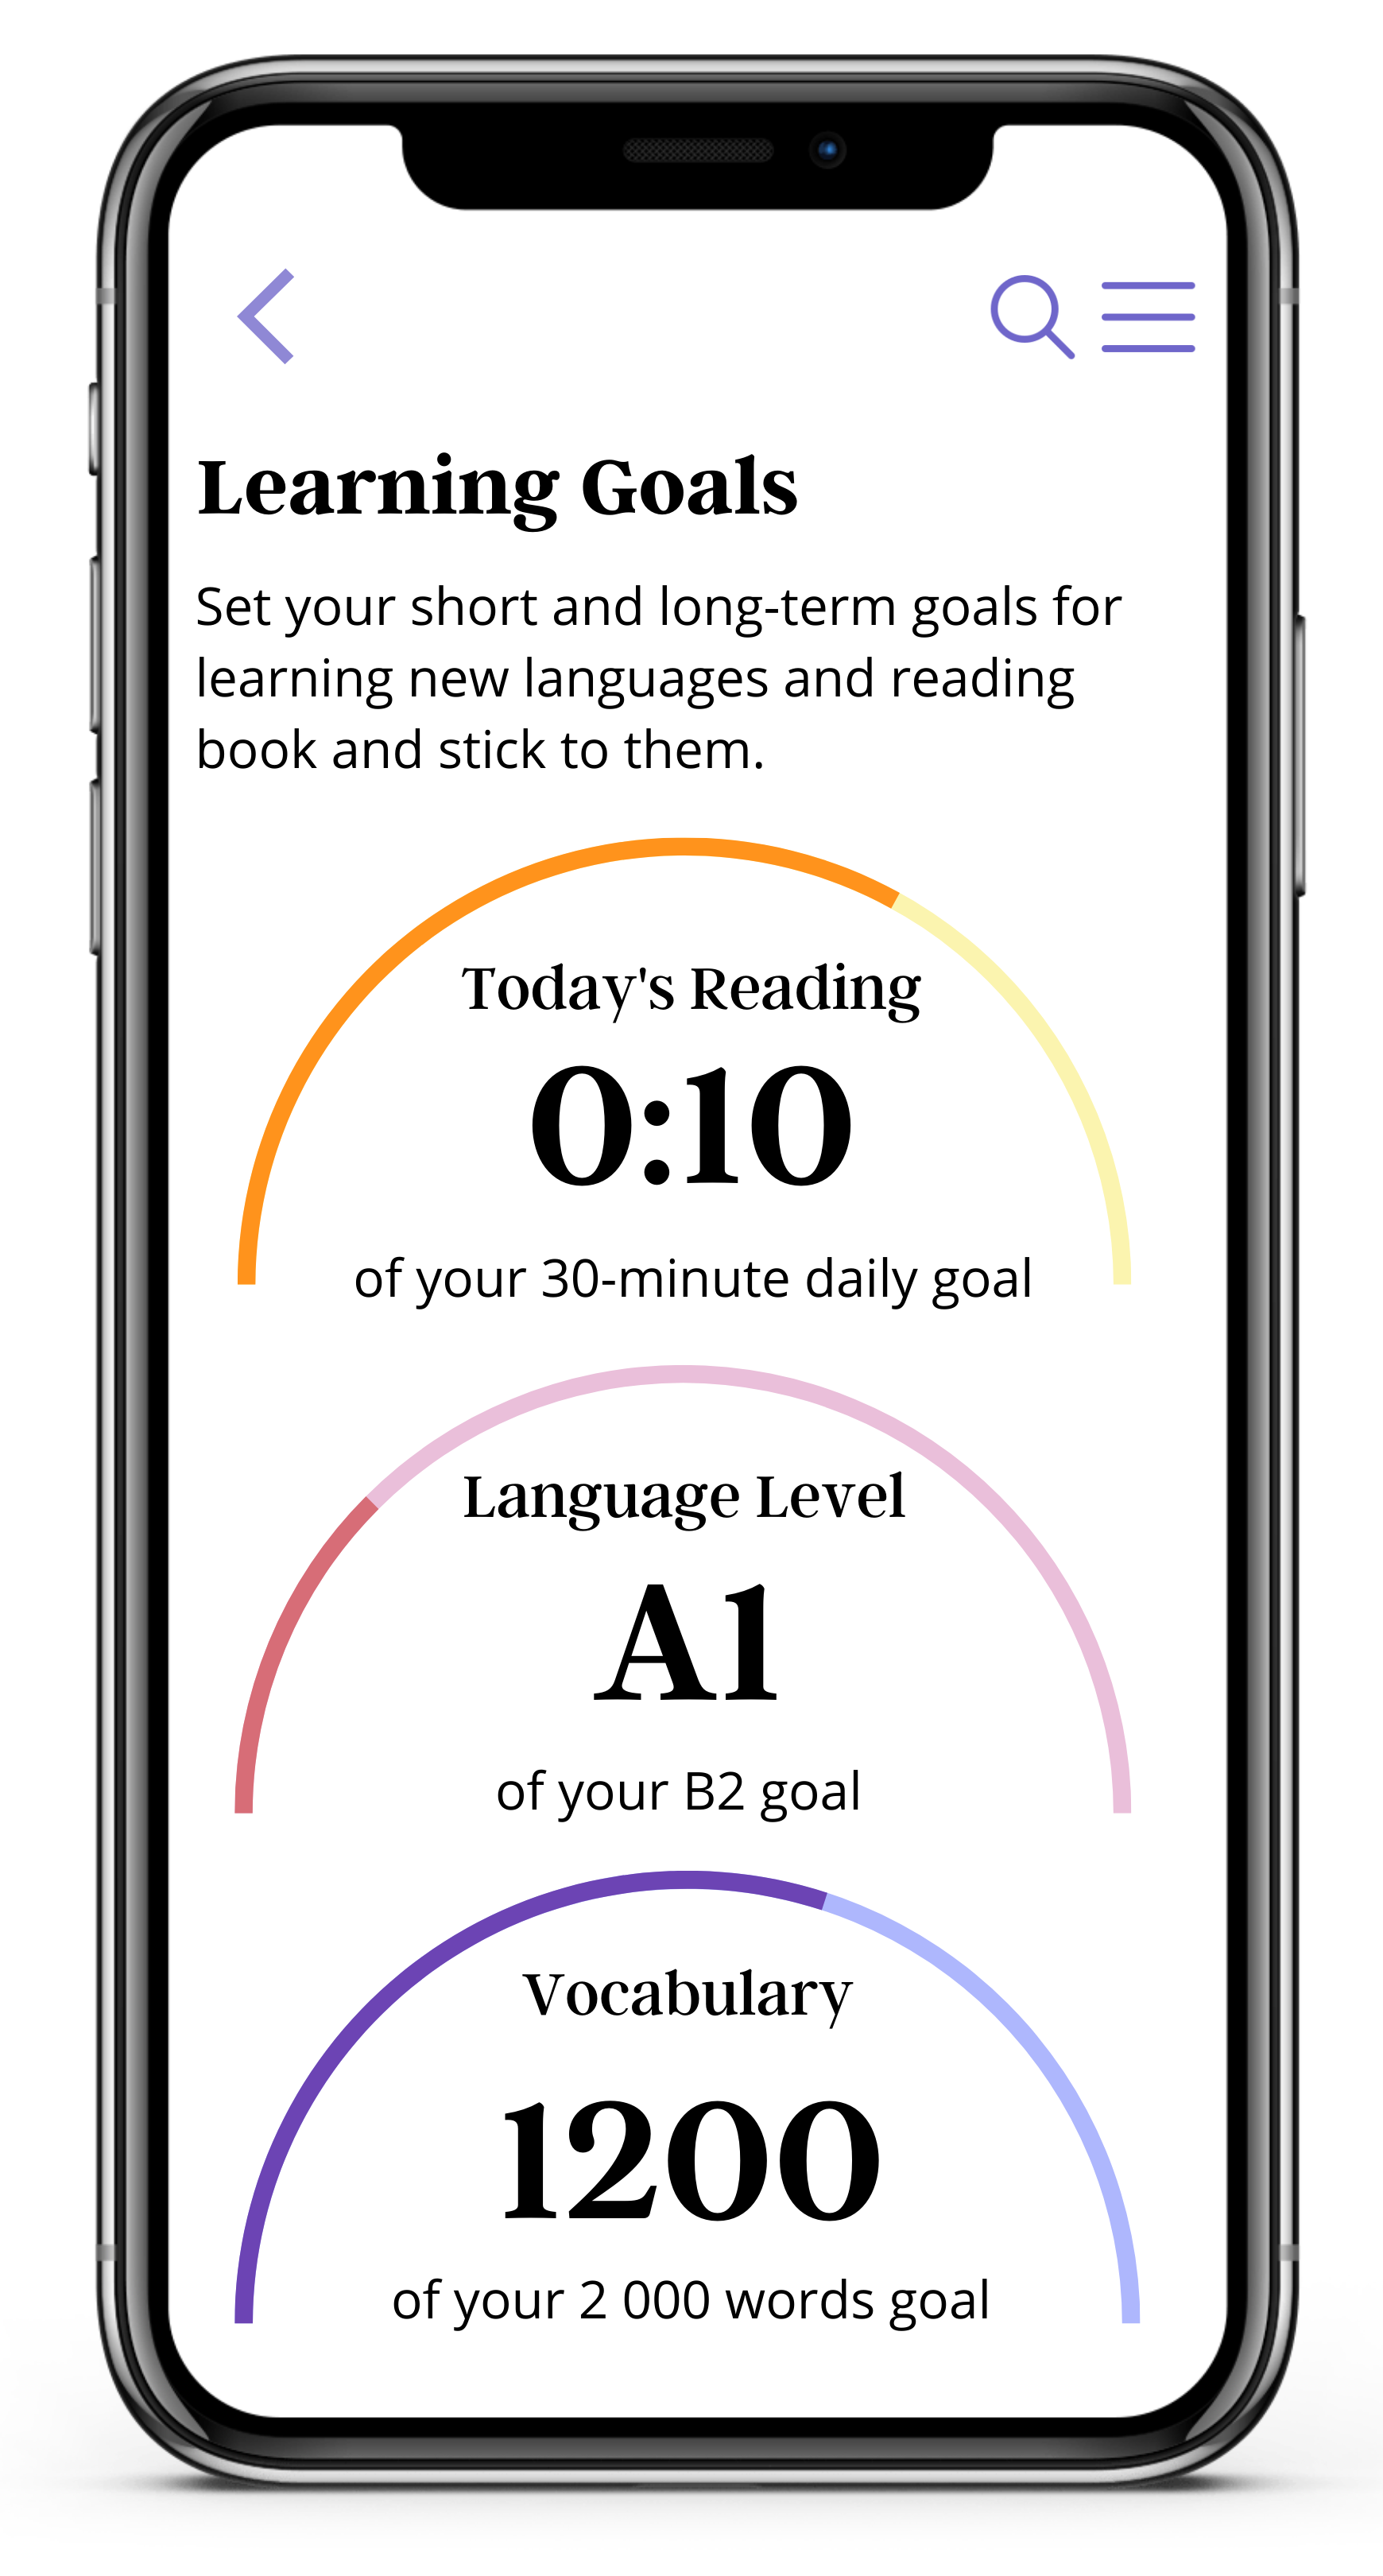 Learning Goals
Set your short and long-term goals for
learning new languages and reading
book and stick to them.
Today's Reading
0:10
of your 30-minute daily goal
Language Level
A1
of your B2 goal
Vocabulary
1200
of your 2 000 words goal